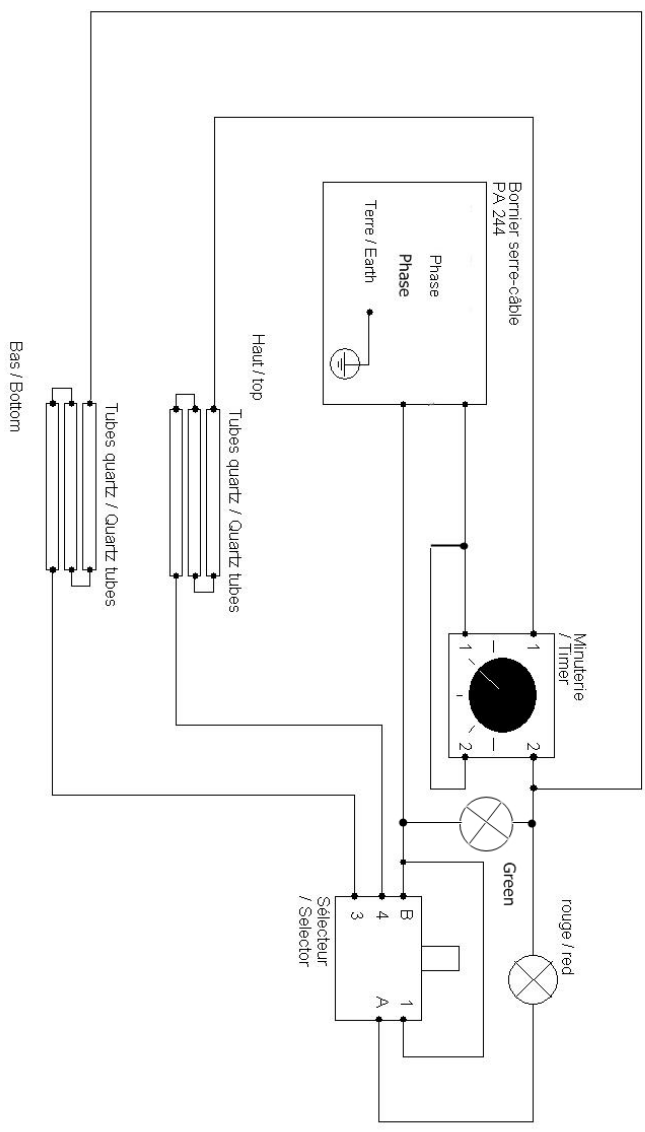 Bornier serre-câble
PA 244
Phase
Phase
Terre / Earth
Haut / top
Tubes quartz / Quartz tubes
Bas / Bottom
Tubes quartz / Quartz tubes
Minuterie
/ Timer
1
2
1
2
Green
rouge / red
Sélecteur
/ Selector
B
4
3
1
A